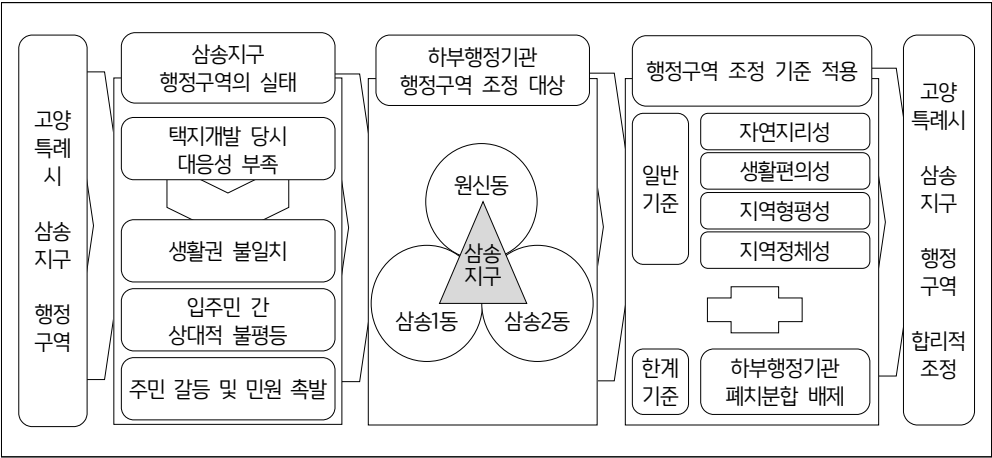 고양
특례
시
삼송
지구
행정
구역
삼송지구
행정구역의 실태
택지개발 당시
대응성 부족
생활권 불일치
입주민 간
상대적 불평등
주민 갈등 및 민원 촉발
하부행정기관
행정구역 조정 대상
원신동
삼송
지구
삼송1동
삼송2동
행정구역 조정 기준 적용
일반
기준
자연지리성
생활편의성
지역형평성
지역정체성
한계
기준
하부행정기관
폐치분합 배제
고양
특례시
삼송
지구
행정
구역
합리적
조정